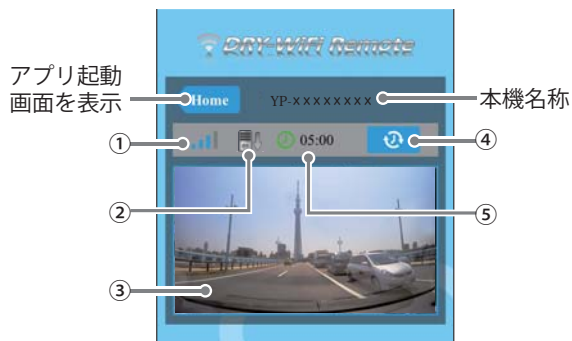 DRY-WiFi Remote
アプリ起動
画面を表示
Home
YP-xxxxxxxx
本機名称
①
05:00
④
②
⑤
③